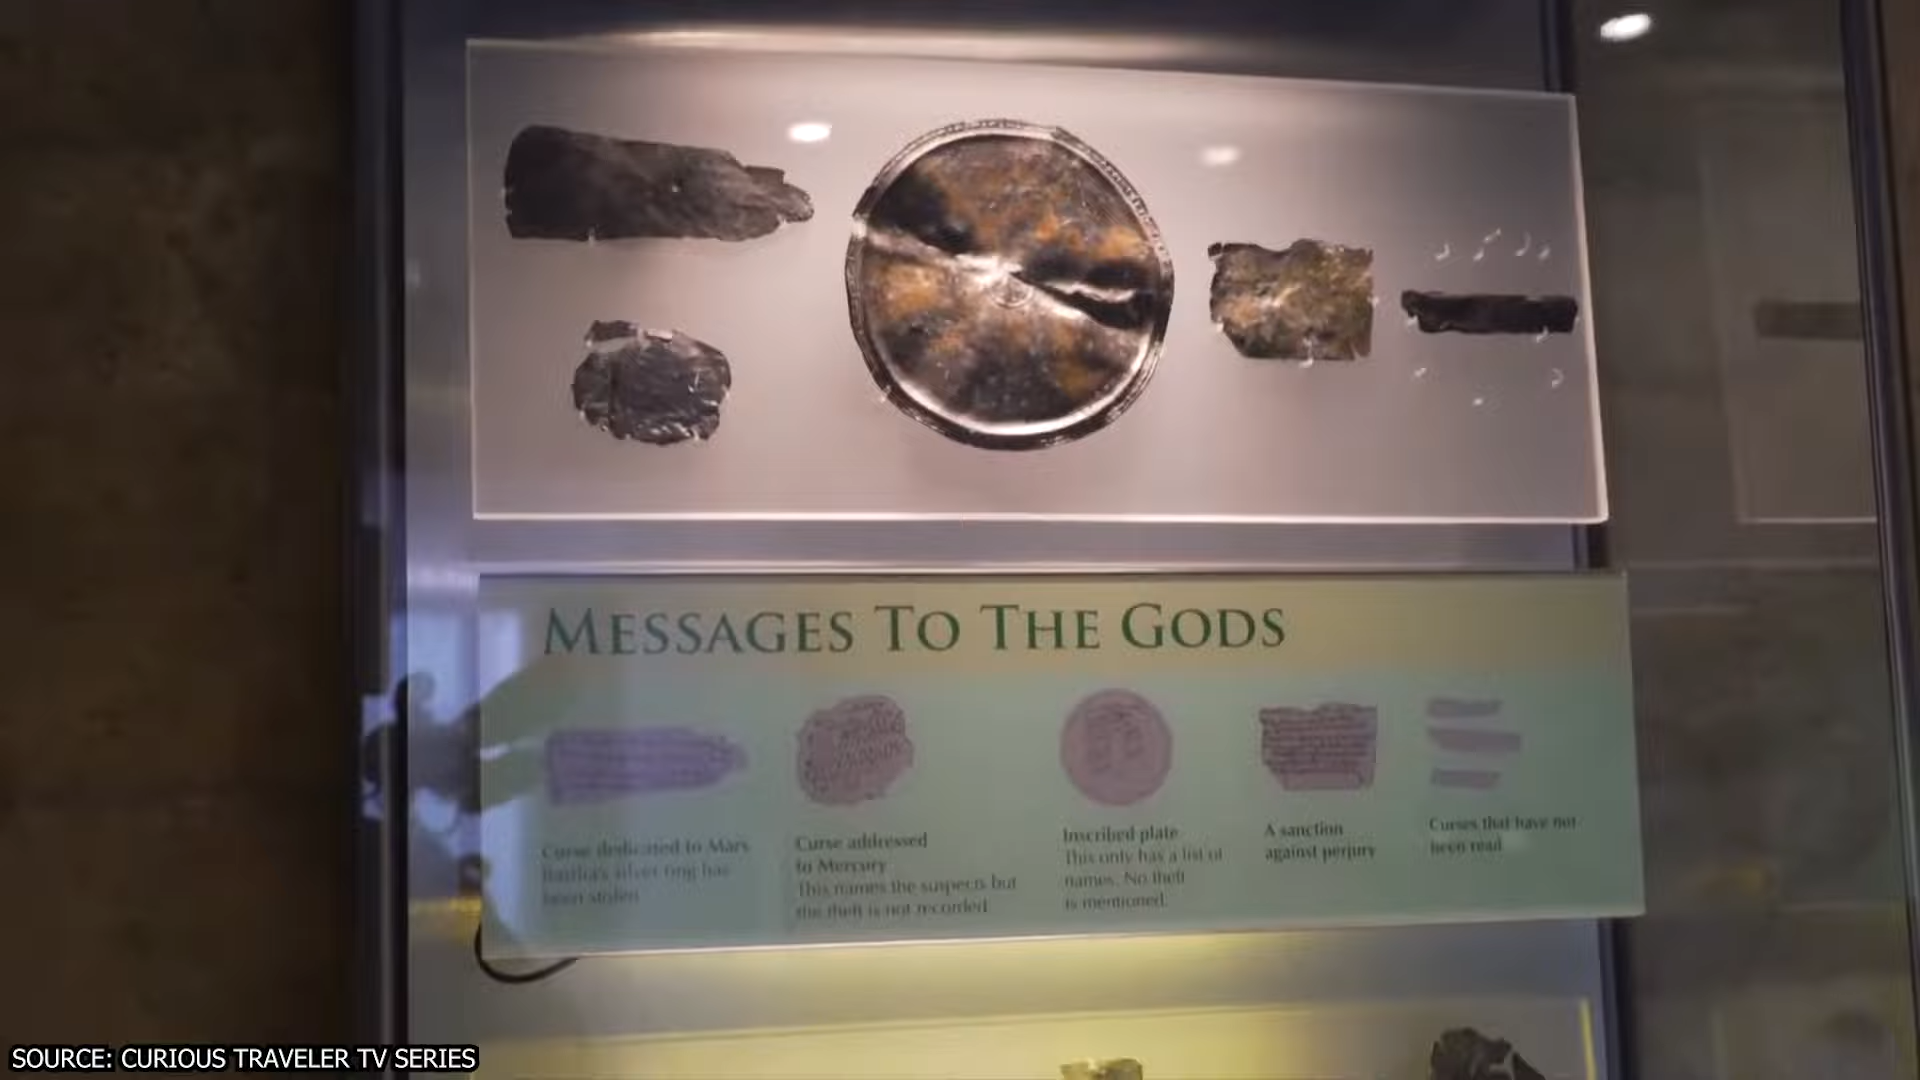 MESSAGES TO THE GODS
Curse dedicated to Mars
Basilia's silver ring has
been stolen
Curse addressed
to Mercury
This names the suspects but
the theft is not recorded
Inscribed plate
This only has a list of
names. No theft
is mentioned.
A sanction
against perjury
Curses that have not
been read
SOURCE: CURIOUS TRAVELER TV SERIES